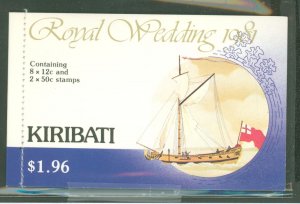 Royal Wedding 1981
Containing
8 x 12c and
2 x 50c stamps
KIRIBATI
$1.96